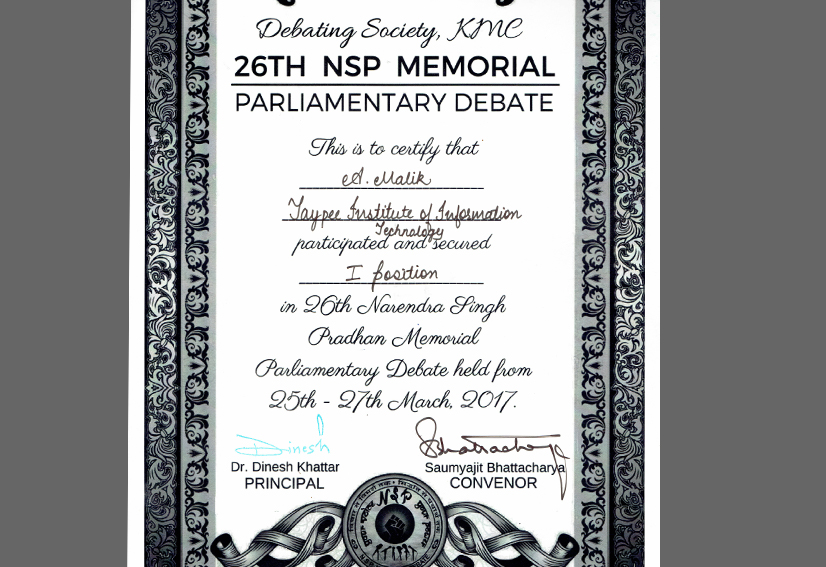 Debating Society, KMC
26TH NSP MEMORIAL
PARLIAMENTARY DEBATE
This is to certify that
A. Malik
Jaypee Institute of Information
Technology
participated and secured
I position
in 26th Narendra Singh
Pradhan Memorial
Parliamentary Debate held from
25th - 27th March, 2017.
Dinesh
Bhattacharya
Dr. Dinesh Khattar
Saumyajit Bhattacharya
PRINCIPAL
CONVENOR
NSP